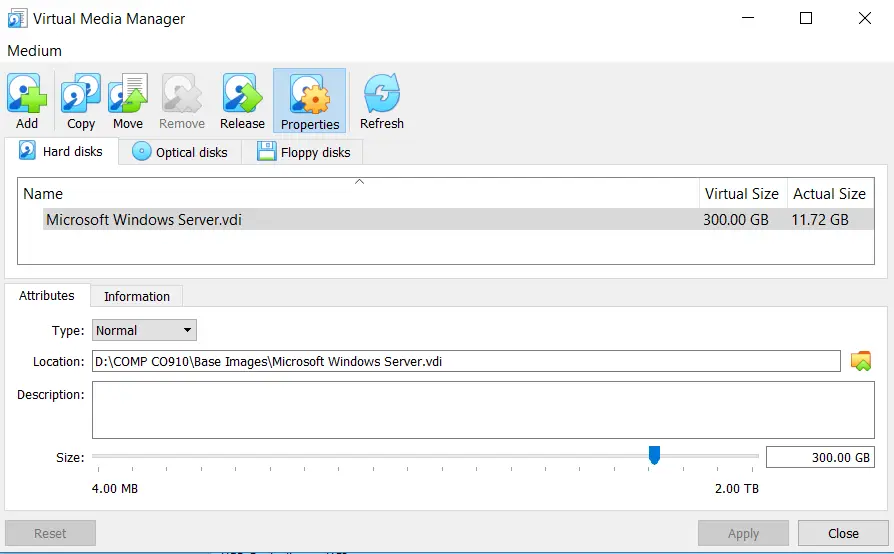 Virtual Media Manager
Medium
Add Copy Move Remove Release Properties Refresh
Hard disks Optical disks Floppy disks
Name Virtual Size Actual Size
Microsoft Windows Server.vdi 300.00 GB 11.72 GB
Attributes Information
Type: Normal
Location: D:\COMP CO910\Base Images\Microsoft Windows Server.vdi
Description:
Size: 300.00 GB
4.00 MB 2.00 TB
Reset Apply Close